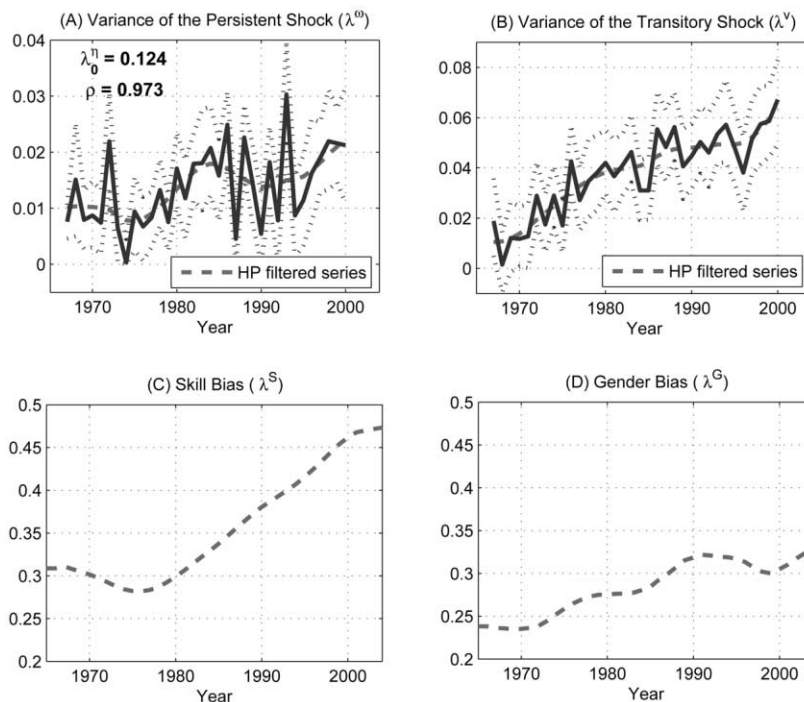 (A) Variance of the Persistent Shock (λ^ω)
0.04
0.03
0.02
0.01
0
λ₀^η = 0.124
ρ = 0.973
HP filtered series
1970 1980 1990 2000
Year
(B) Variance of the Transitory Shock (λ^v)
0.08
0.06
0.04
0.02
0
HP filtered series
1970 1980 1990 2000
Year
(C) Skill Bias ( λ^S)
0.5
0.45
0.4
0.35
0.3
0.25
0.2
1970 1980 1990 2000
Year
(D) Gender Bias ( λ^G)
0.5
0.45
0.4
0.35
0.3
0.25
0.2
1970 1980 1990 2000
Year